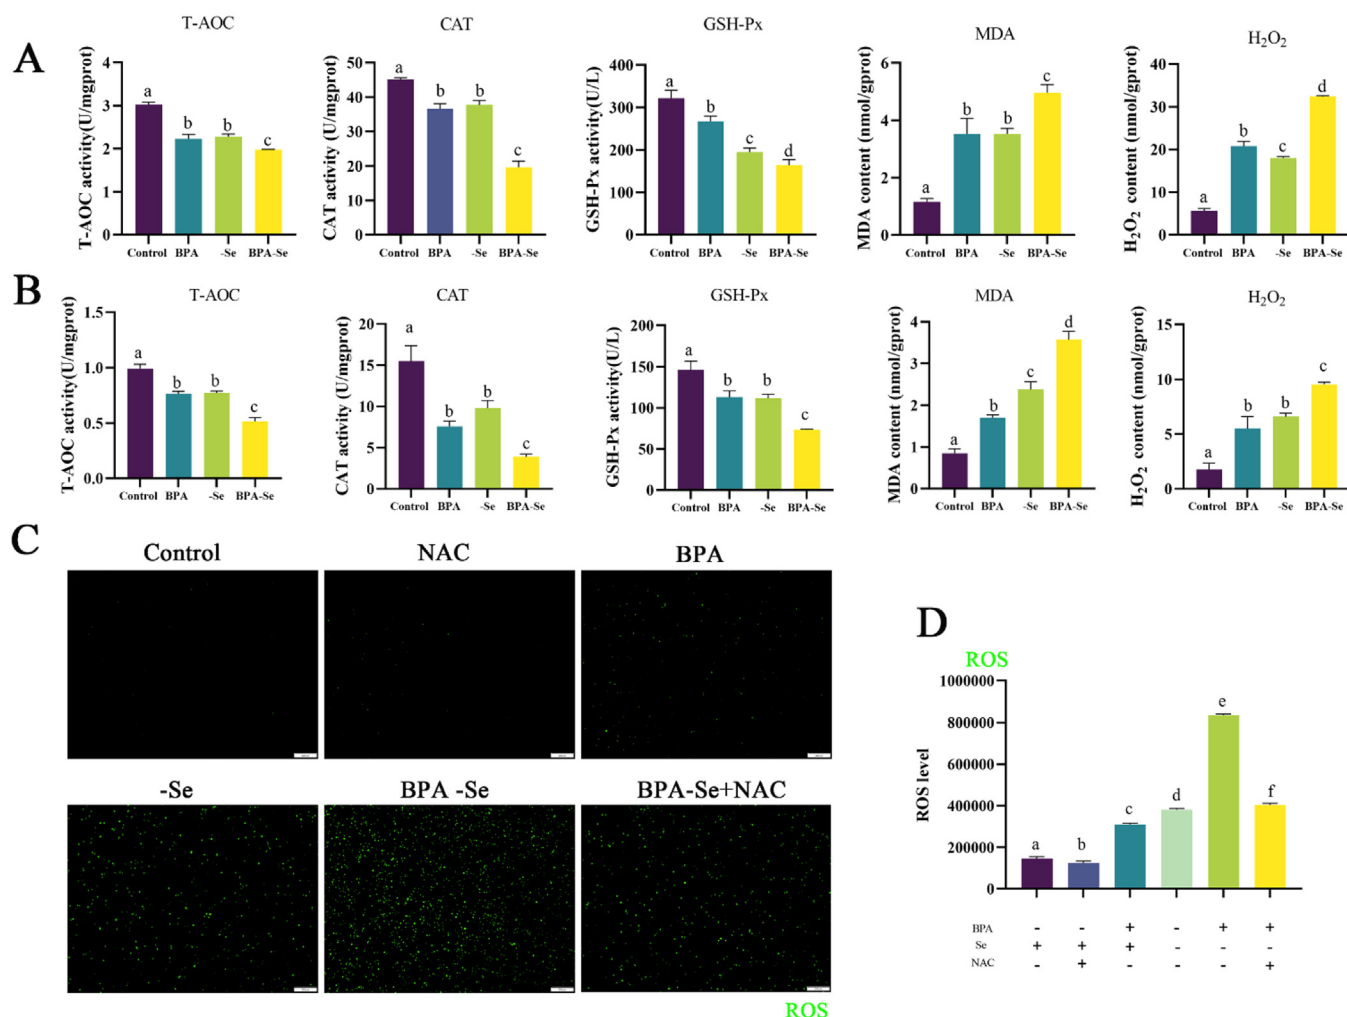 A
T-AOC
T-AOC activity(U/mgprot)
4
3
2
1
0
a
b
b
c
Control BPA -Se BPA-Se
CAT
CAT activity (U/mgprot)
50
40
30
20
10
0
a
b
b
c
Control BPA -Se BPA-Se
GSH-Px
GSH-Px activity(U/L)
400
300
200
100
0
a
b
c
d
Control BPA -Se BPA-Se
MDA
MDA content (nmol/gprot)
6
4
2
0
a
b
b
c
Control BPA -Se BPA-Se
H₂O₂
H₂O₂ content (nmol/gprot)
40
30
20
10
0
a
b
c
d
Control BPA -Se BPA-Se
B
T-AOC
T-AOC activity(U/mgprot)
1.5
1.0
0.5
0.0
a
b
b
c
Control BPA -Se BPA-Se
CAT
CAT activity (U/mgprot)
20
15
10
5
0
a
b
b
c
Control BPA -Se BPA-Se
GSH-Px
GSH-Px activity(U/L)
200
150
100
50
0
a
b
b
c
Control BPA -Se BPA-Se
MDA
MDA content (nmol/gprot)
4
3
2
1
0
a
b
c
d
Control BPA -Se BPA-Se
H₂O₂
H₂O₂ content (nmol/gprot)
15
10
5
0
a
b
b
c
Control BPA -Se BPA-Se
C
Control NAC BPA
-Se BPA -Se BPA-Se+NAC
ROS
D
ROS
ROS level
1000000
800000
600000
400000
200000
0
a
b
c
d
e
f
BPA - - + - + +
Se + + + - - -
NAC - + - - - +